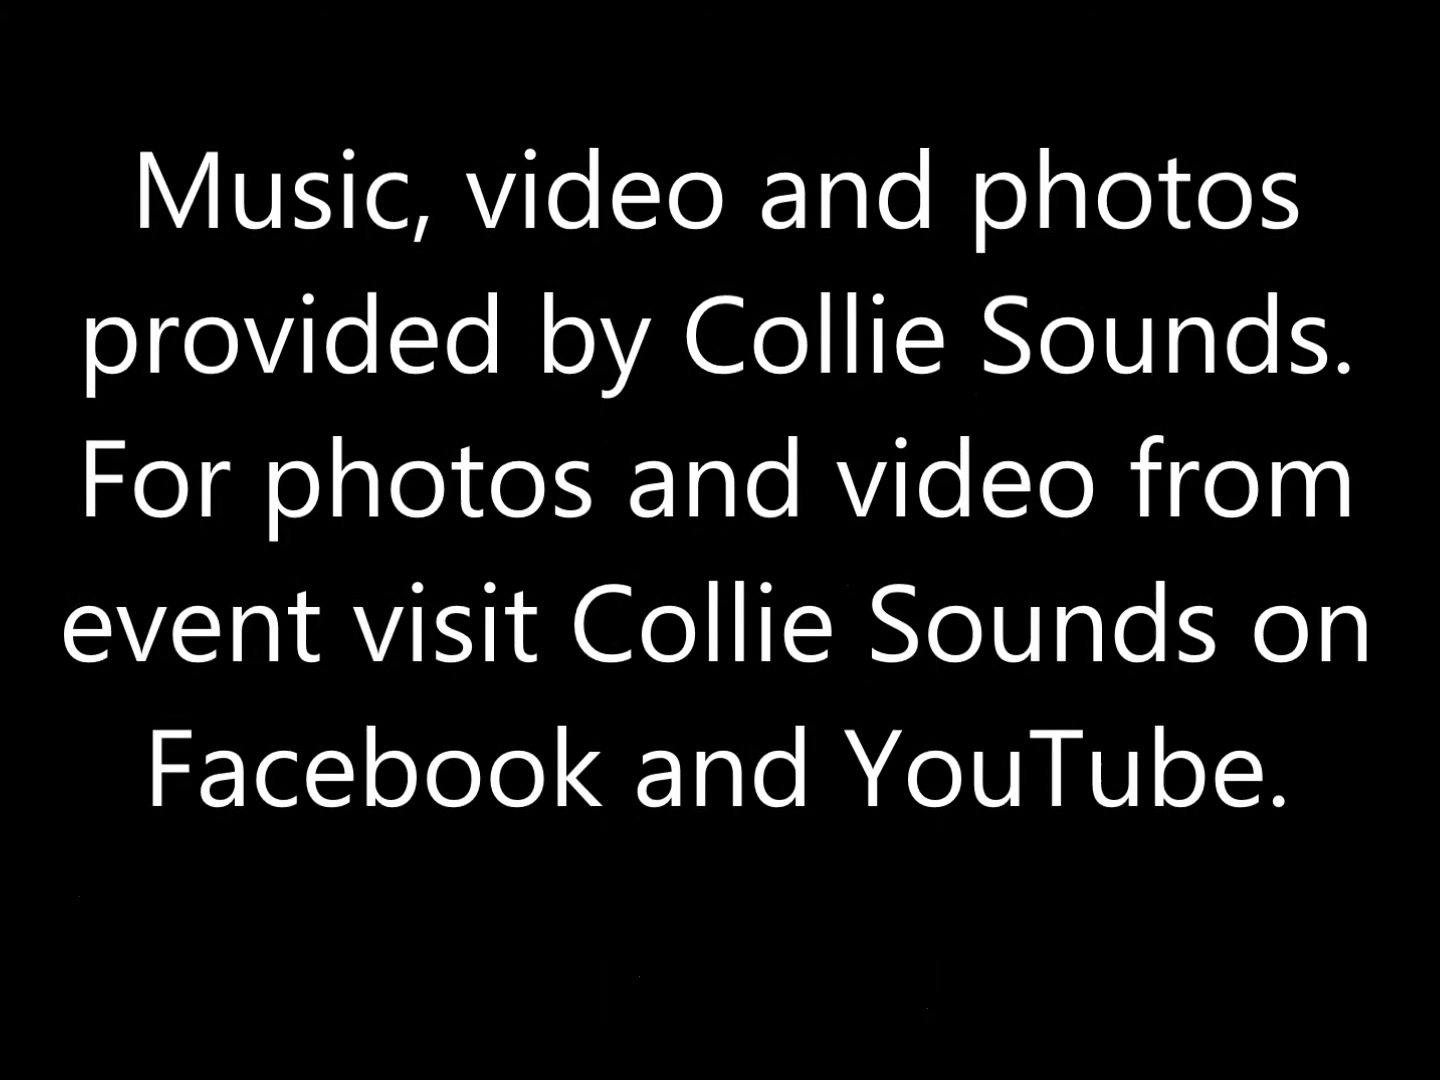 Music, video and photos
provided by Collie Sounds.
For photos and video from
event visit Collie Sounds on
Facebook and YouTube.